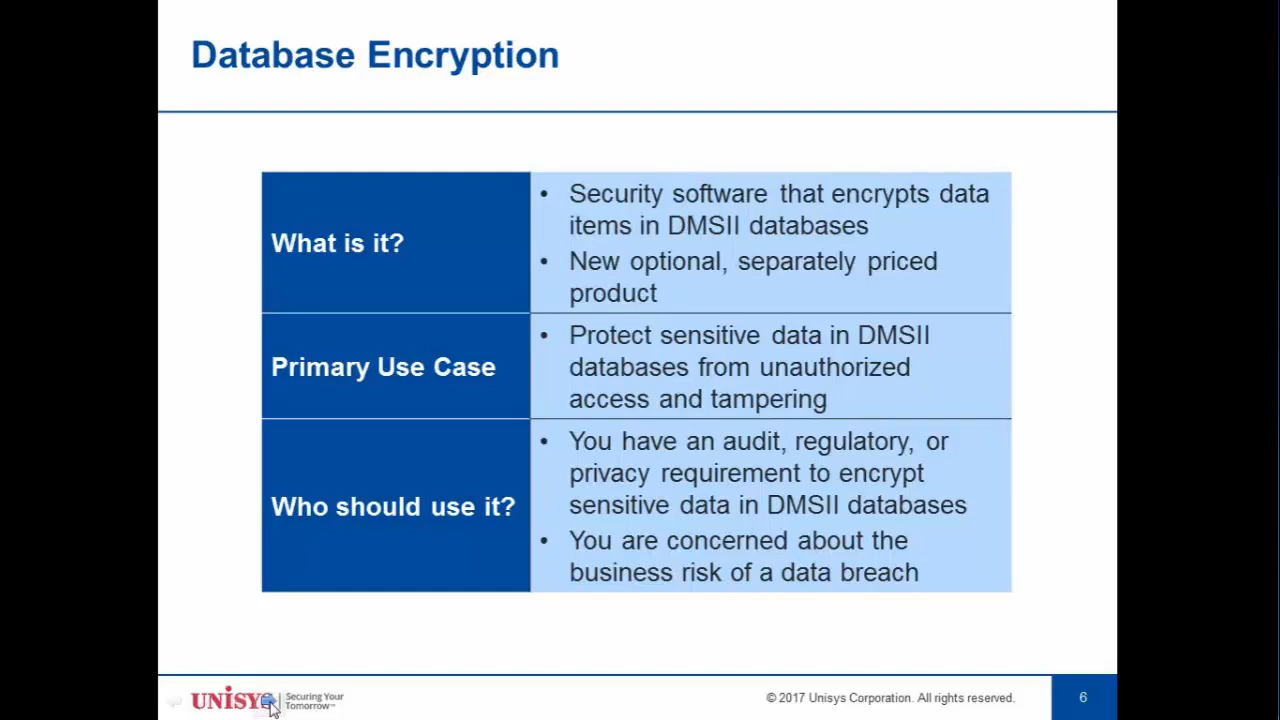 Database Encryption
What is it?
• Security software that encrypts data
items in DMSII databases
• New optional, separately priced
product
Primary Use Case
• Protect sensitive data in DMSII
databases from unauthorized
access and tampering
Who should use it?
• You have an audit, regulatory, or
privacy requirement to encrypt
sensitive data in DMSII databases
• You are concerned about the
business risk of a data breach
UNISYS
Securing Your
Tomorrow™
© 2017 Unisys Corporation. All rights reserved.
6